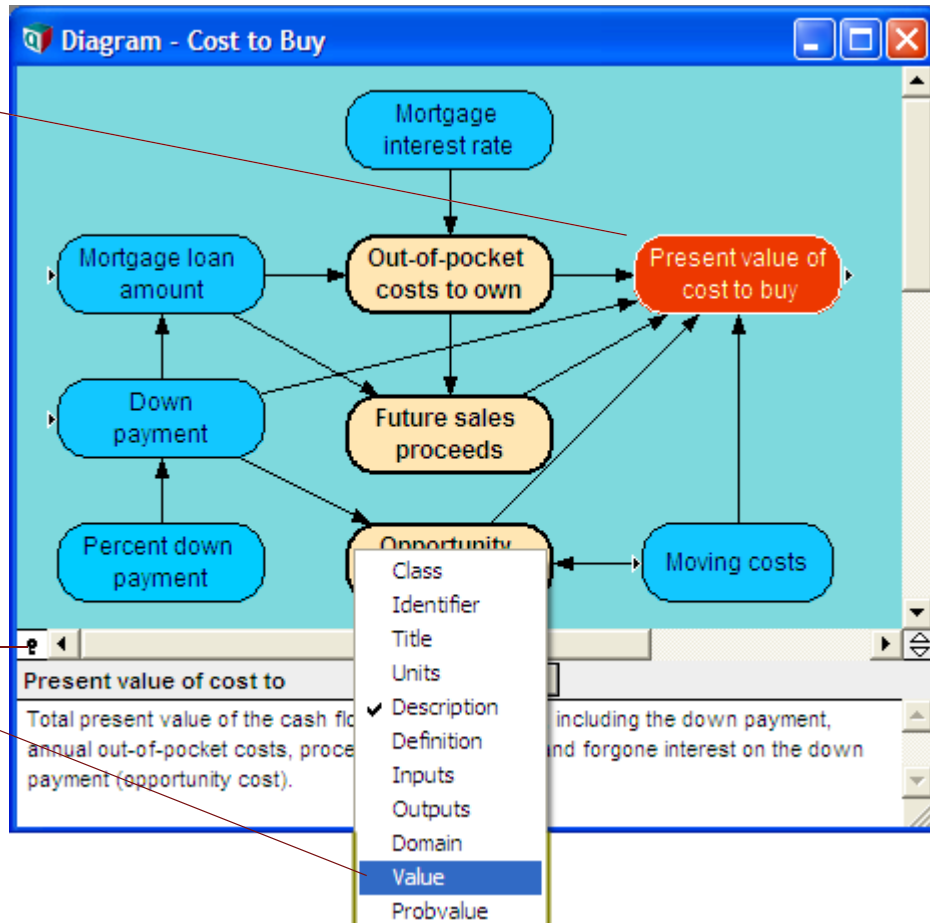 Diagram - Cost to Buy
Mortgage
interest rate
Mortgage loan
amount
Out-of-pocket
costs to own
Present value of
cost to buy
Down
payment
Future sales
proceeds
Percent down
payment
Opportunity
Moving costs
Class
Identifier
Title
Units
Description
Definition
Inputs
Outputs
Domain
Value
Probvalue
Present value of cost to
Total present value of the cash including the down payment,
annual out-of-pocket costs, and forgone interest on the down
payment (opportunity cost).